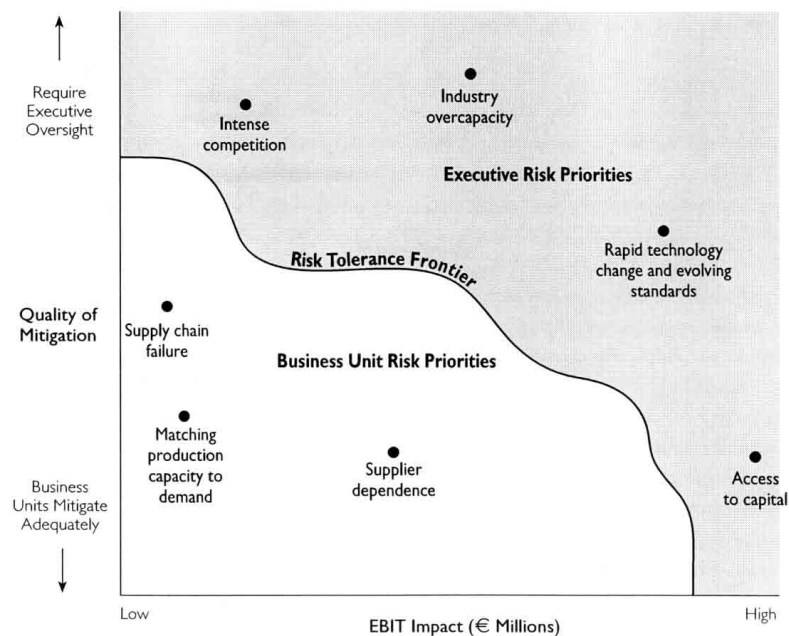 Require
Executive
Oversight
Quality of
Mitigation
Business
Units Mitigate
Adequately
Intense
competition
Industry
overcapacity
Executive Risk Priorities
Rapid technology
change and evolving
standards
Risk Tolerance Frontier
Supply chain
failure
Business Unit Risk Priorities
Matching
production
capacity to
demand
Supplier
dependence
Access
to capital
Low
EBIT Impact (€ Millions)
High